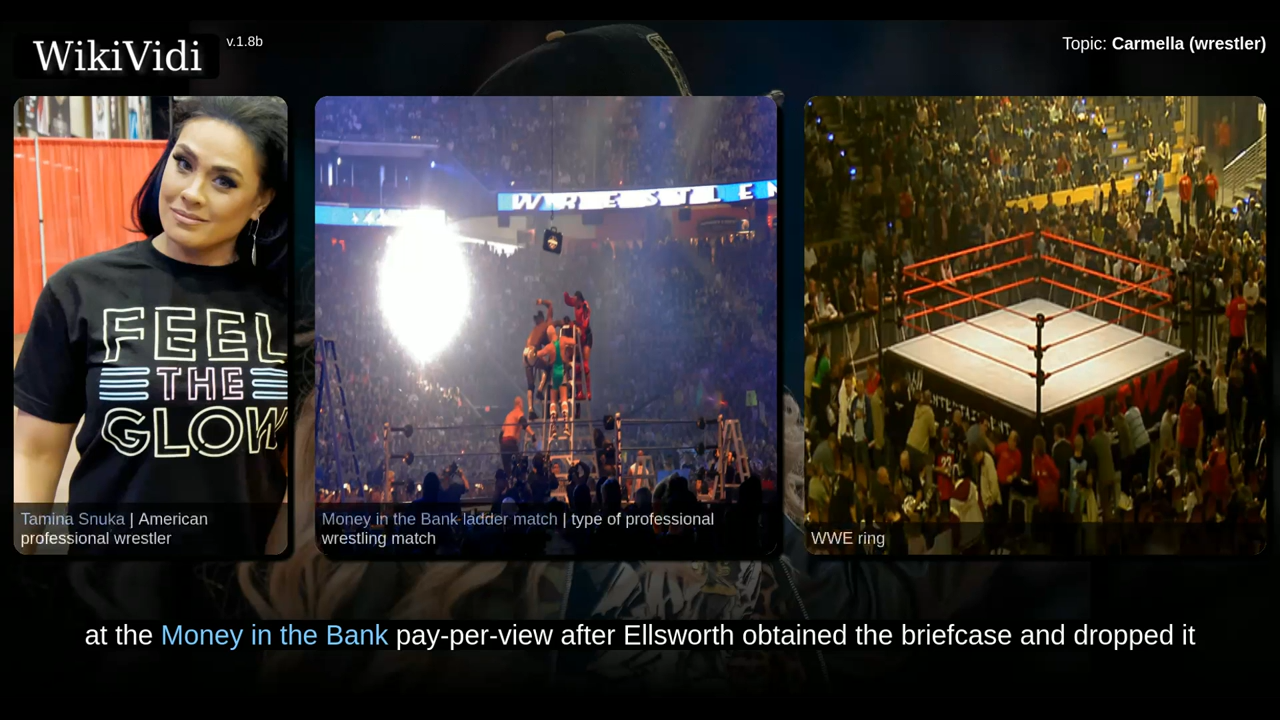 WikiVidi
v.1.8b
Topic: Carmella (wrestler)
FEEL
THE
GLOW
Tamina Snuka | American
professional wrestler
Money in the Bank ladder match | type of professional
wrestling match
WWE ring
at the Money in the Bank pay-per-view after Ellsworth obtained the briefcase and dropped it